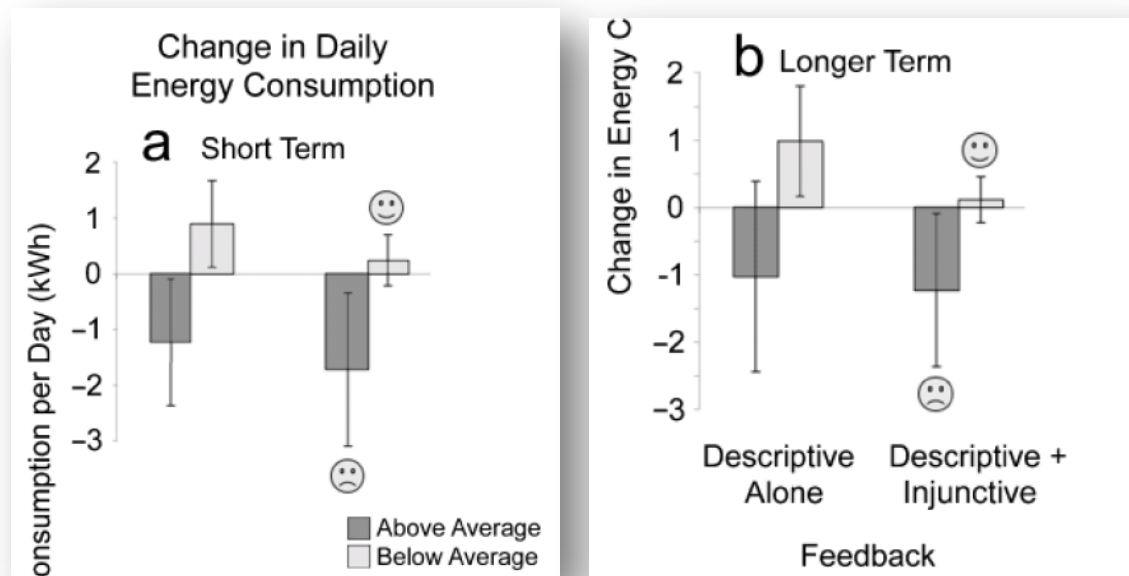 Change in Daily
Energy Consumption
a Short Term
2
1
0
−1
−2
−3
onsumption per Day (kWh)
Above Average
Below Average
b Longer Term
Change in Energy C
2
1
0
-1
−2
−3
Descriptive Alone
Descriptive + Injunctive
Feedback